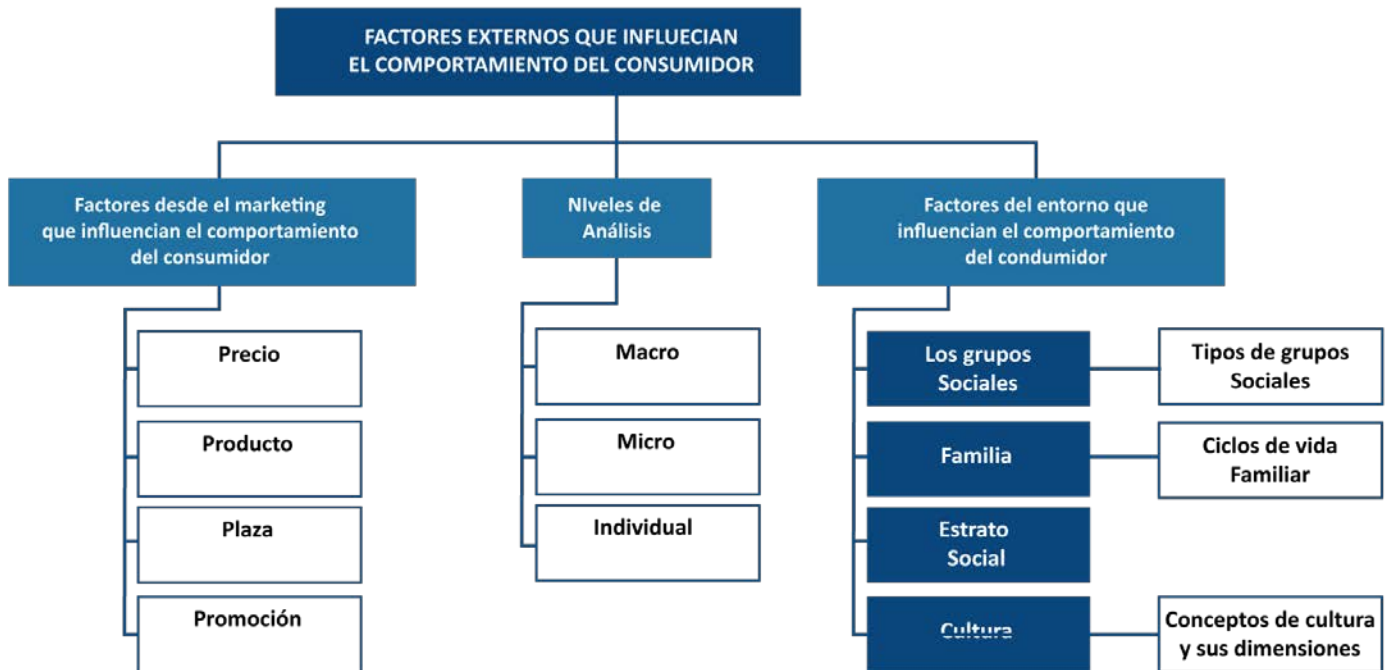 FACTORES EXTERNOS QUE INFLUECIAN
EL COMPORTAMIENTO DEL CONSUMIDOR
Factores desde el marketing
que influencian el comportamiento
del consumidor
NIveles de
Análisis
Factores del entorno que
influencian el comportamiento
del condumidor
Precio
Producto
Plaza
Promoción
Macro
Micro
Individual
Los grupos
Sociales
Tipos de grupos
Sociales
Familia
Ciclos de vida
Familiar
Estrato
Social
Cultura
Conceptos de cultura
y sus dimensiones